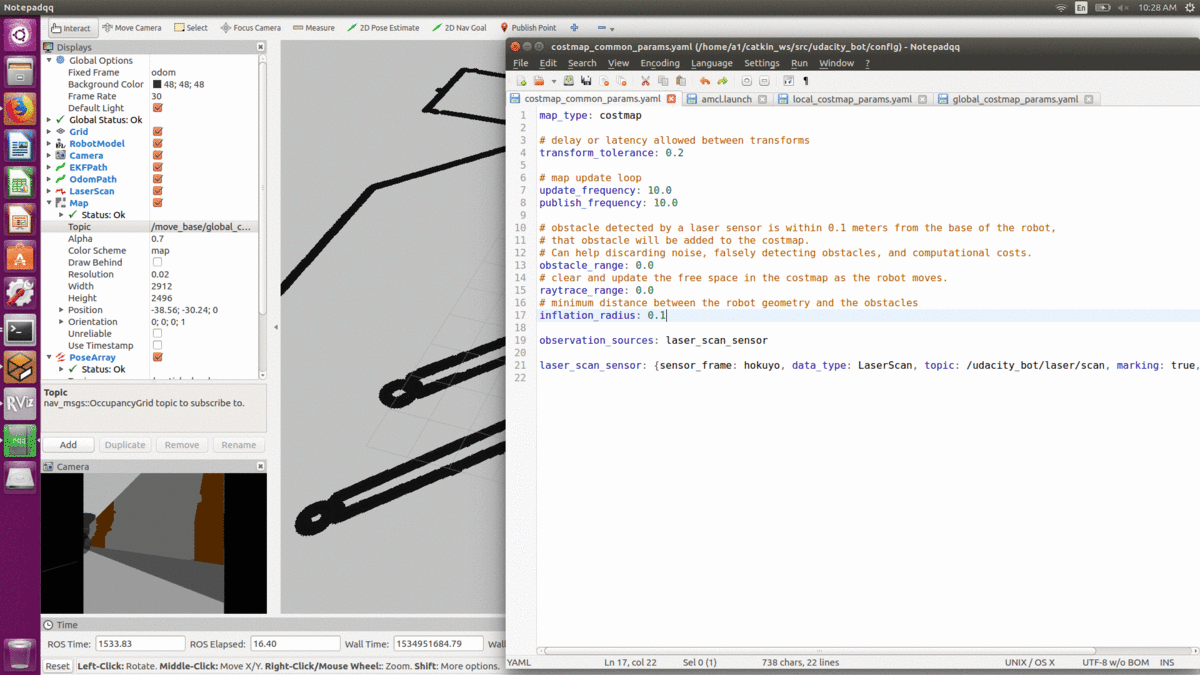 Notepadqq
En
10:28 AM
Interact
Move Camera
Select
Focus Camera
Measure
2D Pose Estimate
2D Nav Goal
Publish Point
Displays
Global Options
Fixed Frame odom
Background Color 48; 48; 48
Frame Rate 30
Default Light
Global Status: Ok
Grid
RobotModel
Camera
EKFPath
OdomPath
LaserScan
Map
Status: Ok
Topic /move_base/global_c...
Alpha 0.7
Color Scheme map
Draw Behind
Resolution 0.02
Width 2912
Height 2496
Position -38.56; -30.24; 0
Orientation 0; 0; 0; 1
Unreliable
Use Timestamp
PoseArray
Status: Ok
Topic
nav_msgs::OccupancyGrid topic to subscribe to.
Add
Duplicate
Remove
Rename
Camera
Time
ROS Time: 1533.83
ROS Elapsed: 16.40
Wall Time: 1534951684.79
Wall
Reset
Left-Click: Rotate. Middle-Click: Move X/Y. Right-Click/Mouse Wheel:: Zoom. Shift: More options.
costmap_common_params.yaml (/home/a1/catkin_ws/src/udacity_bot/config) - Notepadqq
File Edit Search View Encoding Language Settings Run Window ?
costmap_common_params.yaml
amcl.launch
local_costmap_params.yaml
global_costmap_params.yaml
1 map_type: costmap
2
3 # delay or latency allowed between transforms
4 transform_tolerance: 0.2
5
6 # map update loop
7 update_frequency: 10.0
8 publish_frequency: 10.0
9
10 # obstacle detected by a laser sensor is within 0.1 meters from the base of the robot,
11 # that obstacle will be added to the costmap.
12 # Can help discarding noise, falsely detecting obstacles, and computational costs.
13 obstacle_range: 0.0
14 # clear and update the free space in the costmap as the robot moves.
15 raytrace_range: 0.0
16 # minimum distance between the robot geometry and the obstacles
17 inflation_radius: 0.1
18
19 observation_sources: laser_scan_sensor
20
21 laser_scan_sensor: {sensor_frame: hokuyo, data_type: LaserScan, topic: /udacity_bot/laser/scan, marking: true,
22
YAML
Ln 17, col 22
Sel 0 (1)
738 chars, 22 lines
UNIX / OS X
UTF-8 w/o BOM
INS
RViz
rqt